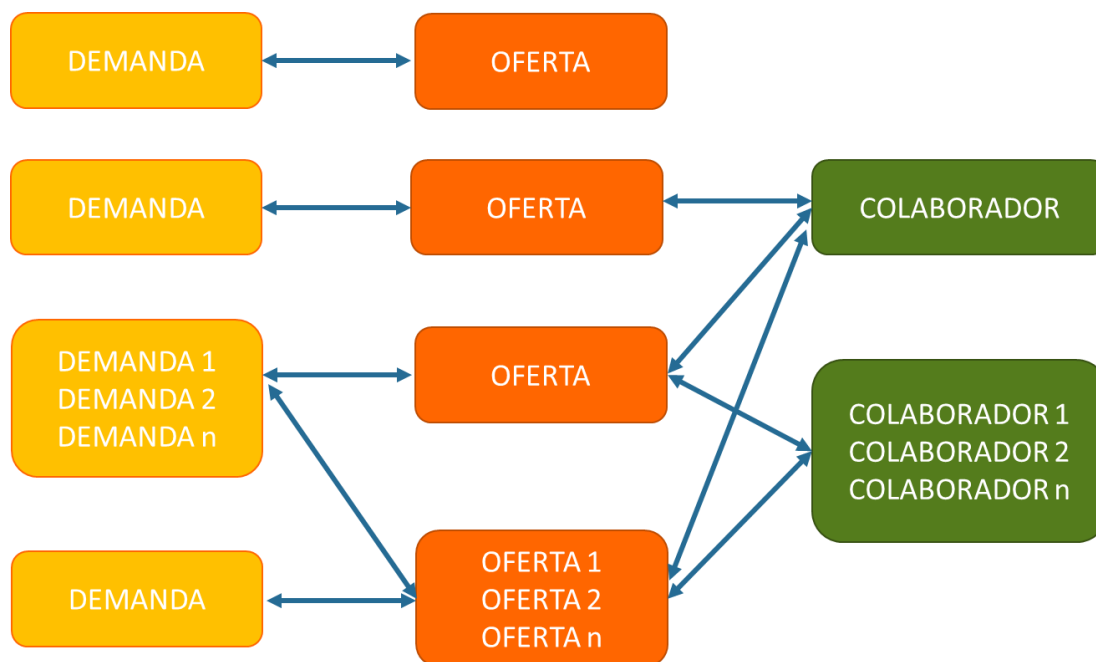 DEMANDA
OFERTA
DEMANDA
OFERTA
COLABORADOR
DEMANDA 1
DEMANDA 2
DEMANDA n
OFERTA
COLABORADOR 1
COLABORADOR 2
COLABORADOR n
DEMANDA
OFERTA 1
OFERTA 2
OFERTA n